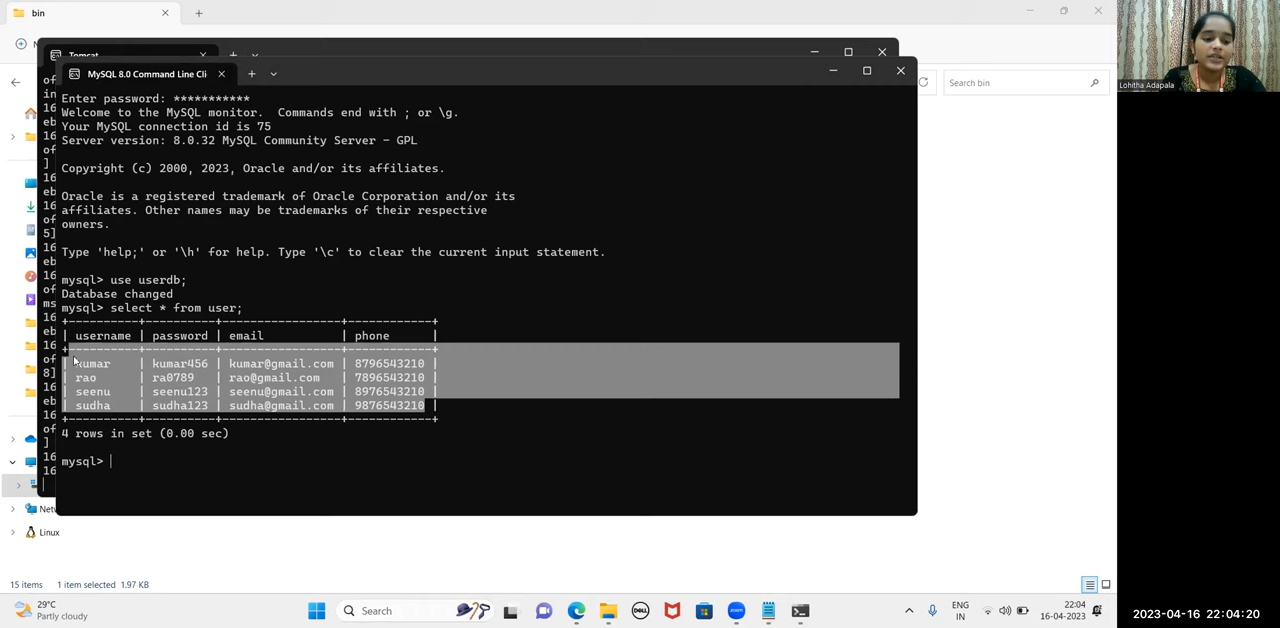 bin
Tomcat
Lohitha Adapala
MySQL 8.0 Command Line Cli
Search bin
Enter password: ***********
Welcome to the MySQL monitor.  Commands end with ; or \g.
Your MySQL connection id is 75
Server version: 8.0.32 MySQL Community Server - GPL
Copyright (c) 2000, 2023, Oracle and/or its affiliates.
Oracle is a registered trademark of Oracle Corporation and/or its
affiliates. Other names may be trademarks of their respective
owners.
Type 'help;' or '\h' for help. Type '\c' to clear the current input statement.
mysql> use userdb;
Database changed
mysql> select * from user;
+----------+----------+-----------------+------------+
| username | password | email           | phone      |
+----------+----------+-----------------+------------+
| kumar    | kumar456 | kumar@gmail.com | 8796543210 |
| rao      | ra0789   | rao@gmail.com   | 7896543210 |
| seenu    | seenu123 | seenu@gmail.com | 8976543210 |
| sudha    | sudha123 | sudha@gmail.com | 9876543210 |
+----------+----------+-----------------+------------+
4 rows in set (0.00 sec)
mysql>
Linux
15 items 1 item selected 1.97 KB
29°C
Partly cloudy
Search
ENG
IN
22:04
16-04-2023
2023-04-16 22:04:20